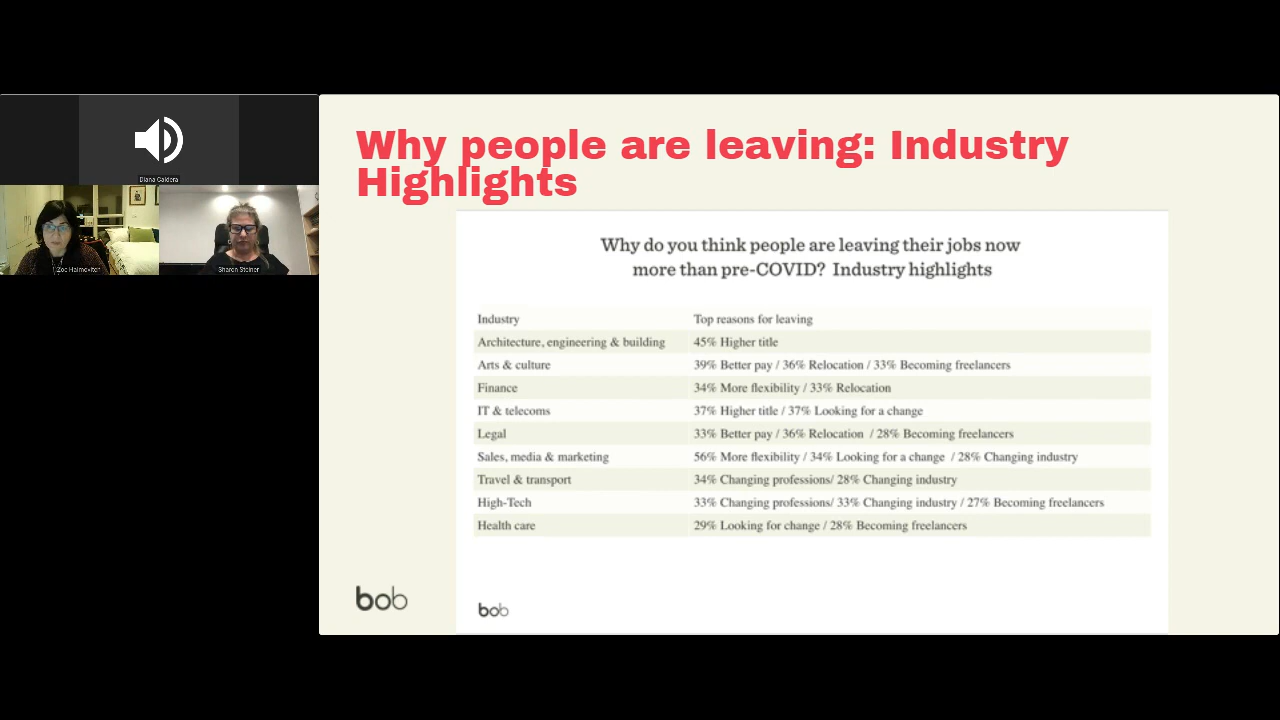 Diana Caldera
Zoe Haimovitch
Sharon Steiner
Why people are leaving: Industry
Highlights
Why do you think people are leaving their jobs now
more than pre-COVID? Industry highlights
Industry Top reasons for leaving
Architecture, engineering & building 45% Higher title
Arts & culture 39% Better pay / 36% Relocation / 33% Becoming freelancers
Finance 34% More flexibility / 33% Relocation
IT & telecoms 37% Higher title / 37% Looking for a change
Legal 33% Better pay / 36% Relocation / 28% Becoming freelancers
Sales, media & marketing 56% More flexibility / 34% Looking for a change / 28% Changing industry
Travel & transport 34% Changing professions/ 28% Changing industry
High-Tech 33% Changing professions/ 33% Changing industry / 27% Becoming freelancers
Health care 29% Looking for change / 28% Becoming freelancers
bob
bob